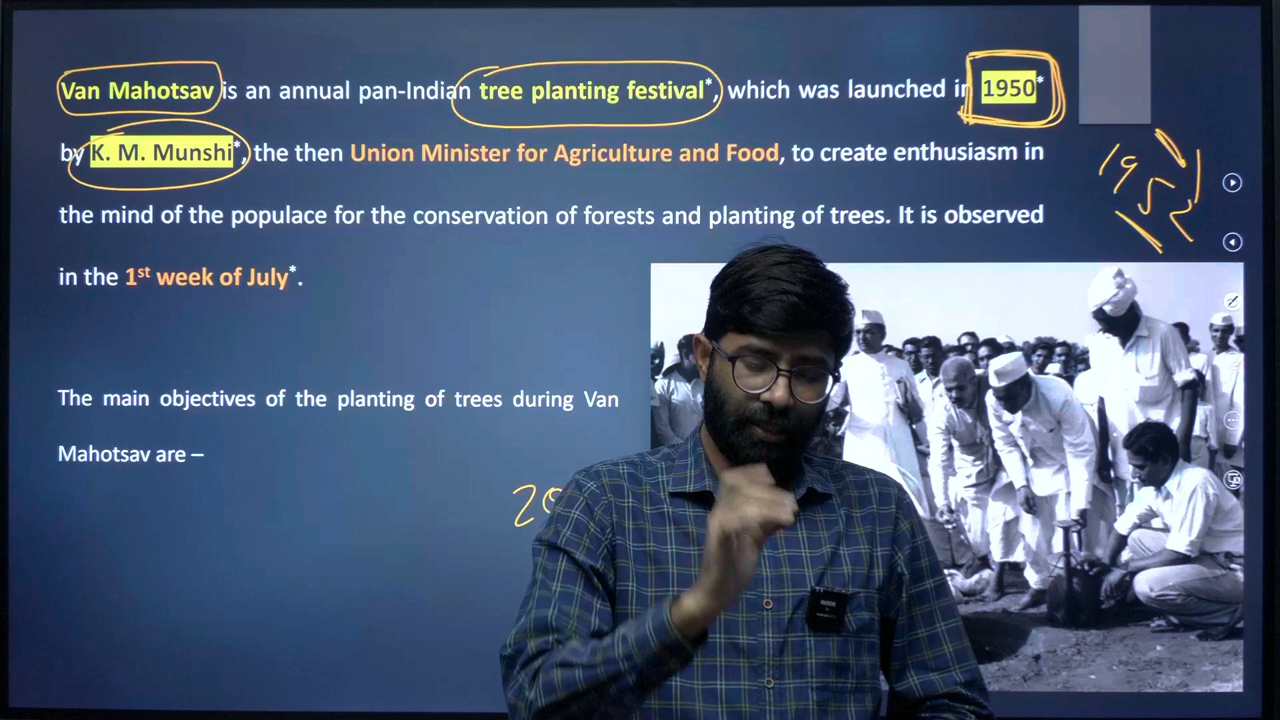 Van Mahotsav is an annual pan-Indian tree planting festival*, which was launched in 1950*
by K. M. Munshi*, the then Union Minister for Agriculture and Food, to create enthusiasm in
the mind of the populace for the conservation of forests and planting of trees. It is observed
in the 1st week of July*.
1952
The main objectives of the planting of trees during Van
Mahotsav are –